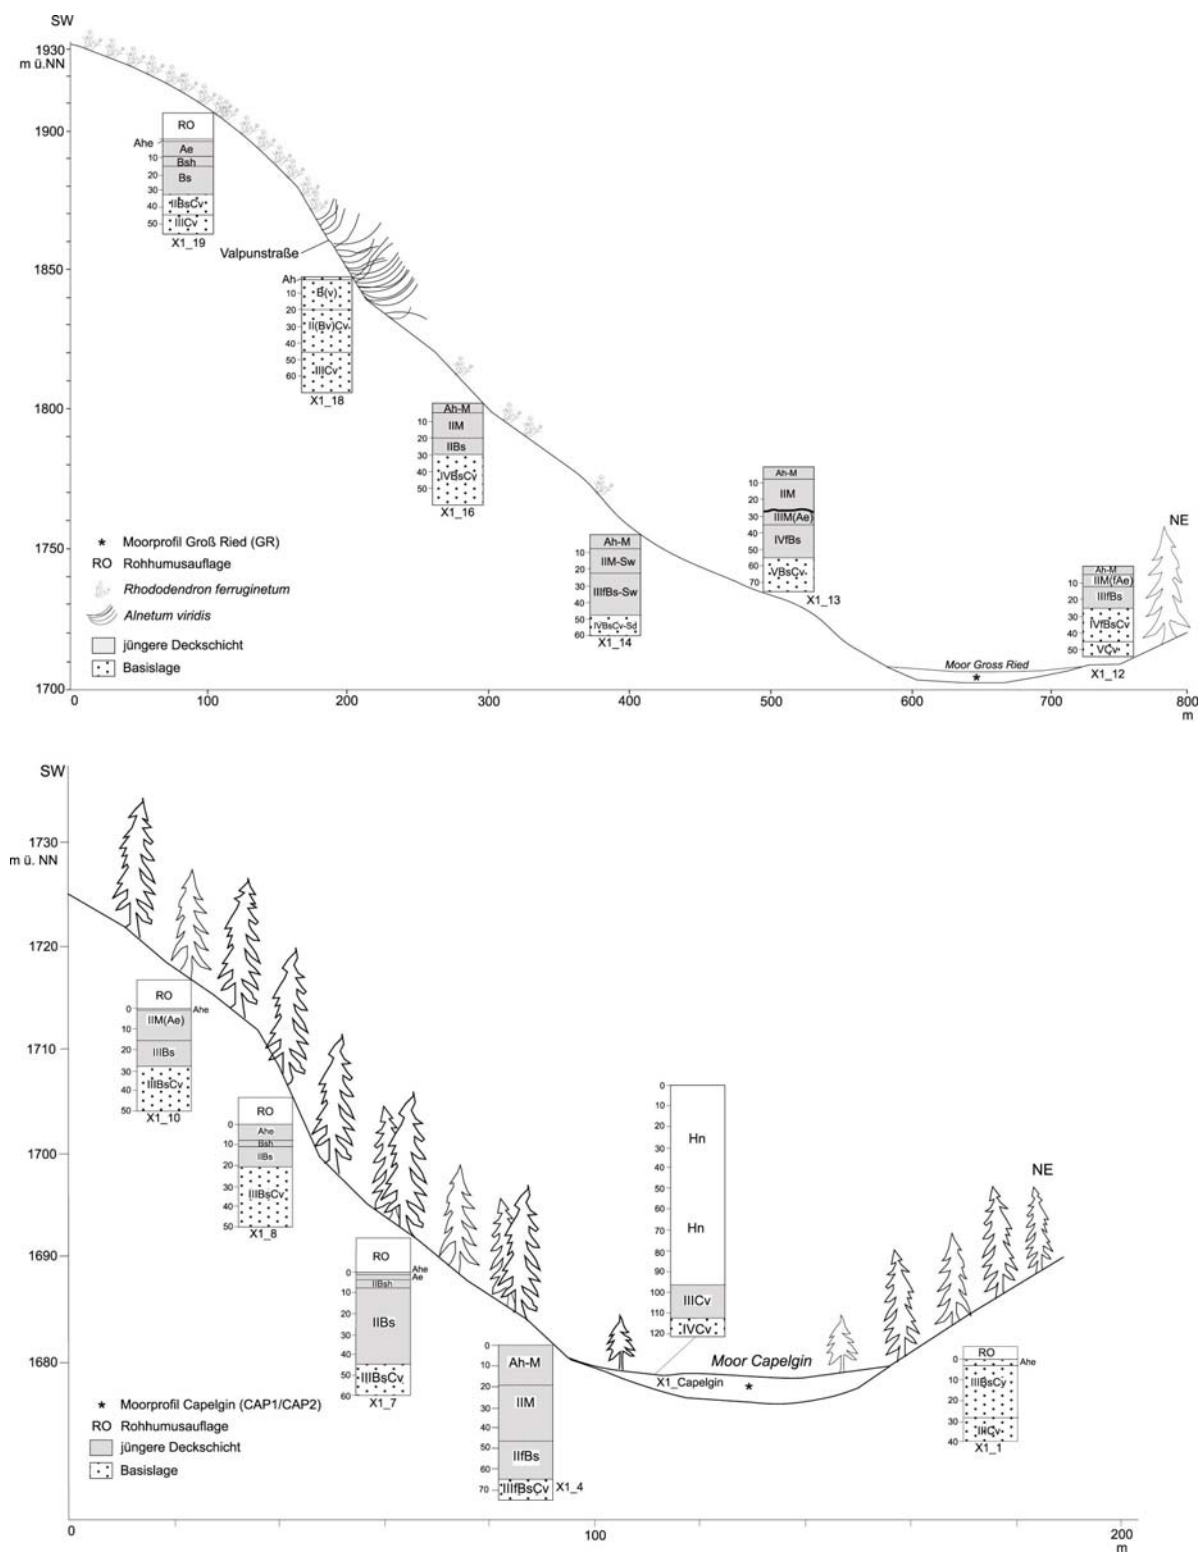 SW
1930
m ü.NN
1900
1850
1800
1750
1700
RO
Ahe
Ae
10
Bsh
20
Bs
30
40
IIBsCv
50
IIICv
X1_19
Valpunstraße
Ah
10
B(v)
20
30
II(Bv)Cv
40
50
IIICv
60
X1_18
Ah-M
10
IIM
20
IIBs
30
40
IVBsCv
50
X1_16
Ah-M
10
IIM-Sw
20
30
IIIfBs-Sw
40
50
IVBsCv-Sd
60
X1_14
Ah-M
10
IIM
20
30
IIIM(Ae)
40
IVfBs
50
60
VBsCv
70
X1_13
NE
Ah-M
10
IIM(fAe)
20
IIIfBs
30
IVfBsCv
40
50
VCv
X1_12
Moor Gross Ried
*
* Moorprofil Groß Ried (GR)
RO Rohhumusauflage
Rhododendron ferruginetum
Alnetum viridis
jüngere Deckschicht
Basislage
0 100 200 300 400 500 600 700 800
m
SW
1730
m ü. NN
1720
1710
1700
1690
1680
RO
0
Ahe
IIM(Ae)
10
20
IIIBs
30
IIIBsCv
40
50
X1_10
RO
0
Ahe
10
Bsh
IIBs
20
30
IIIBsCv
40
50
X1_8
RO
0
Ahe
Ae
IIBsh
10
20
IIBs
30
40
50
IIIBsCv
60
X1_7
0
Ah-M
10
20
IIM
30
40
50
IIfBs
60
70
IIIfBsCv
X1_4
0
10
20
Hn
30
40
50
60
70
Hn
80
90
100
IIICv
110
120
IVCv
X1_Capelgin
Moor Capelgin
*
NE
RO
0
Ahe
10
IIIBsCv
20
30
IIICv
40
X1_1
* Moorprofil Capelgin (CAP1/CAP2)
RO Rohhumusauflage
jüngere Deckschicht
Basislage
0 100 200
m